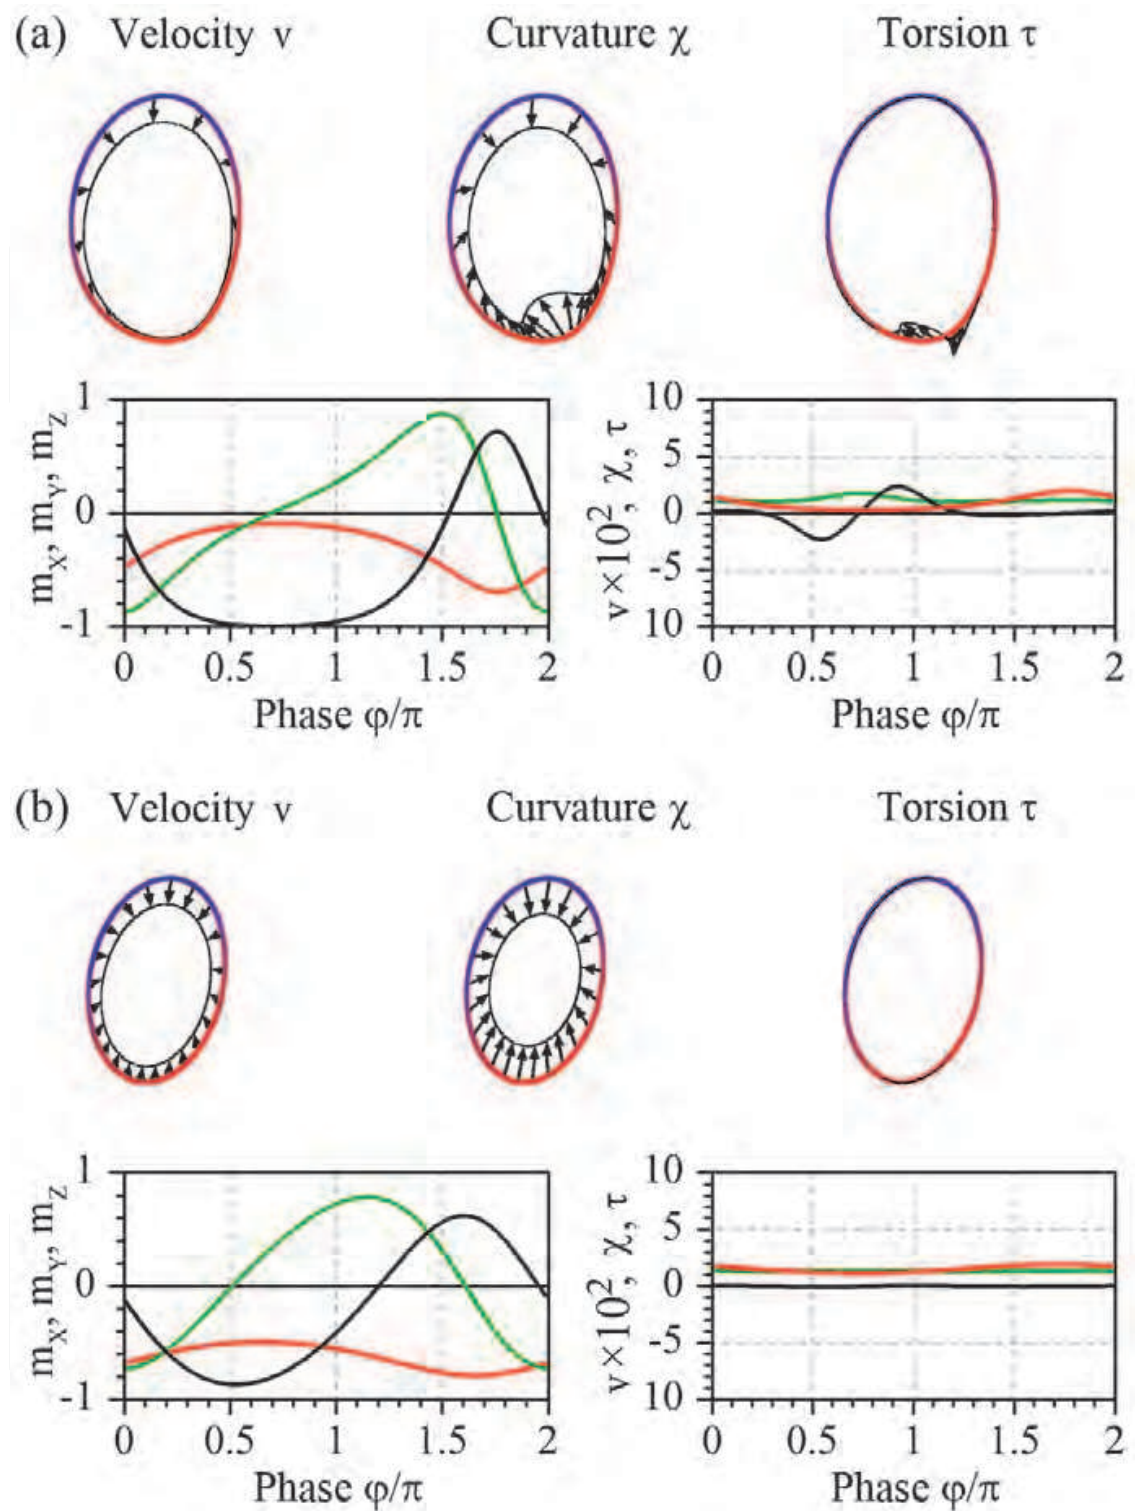 (a) Velocity v Curvature χ Torsion τ
1 10
5
0 0
-5
-1 10
m_X, m_Y, m_Z
v×10², χ, τ
0 0.5 1 1.5 2 0 0.5 1 1.5 2
Phase φ/π Phase φ/π
(b) Velocity v Curvature χ Torsion τ
1 10
5
0 0
-5
-1 10
m_X, m_Y, m_Z
v×10², χ, τ
0 0.5 1 1.5 2 0 0.5 1 1.5 2
Phase φ/π Phase φ/π